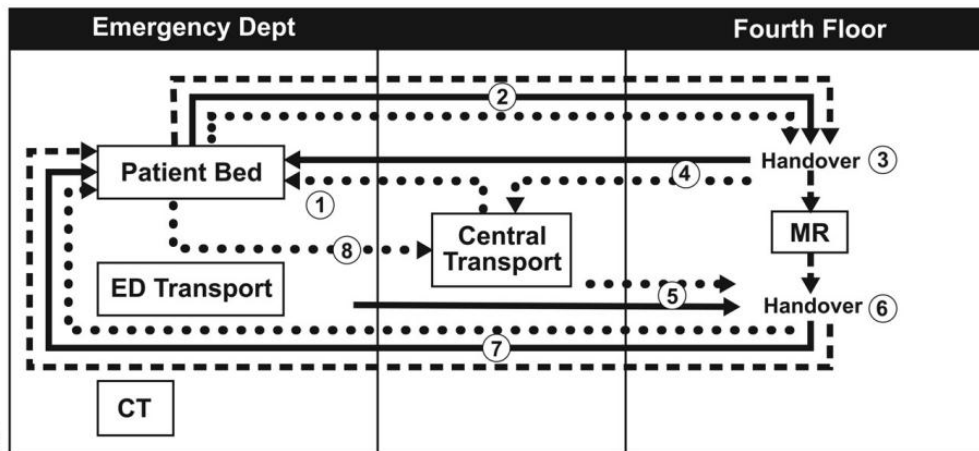 Emergency Dept
Fourth Floor
2
Patient Bed
Handover 3
4
1
MR
Central
Transport
8
ED Transport
5
Handover 6
7
CT